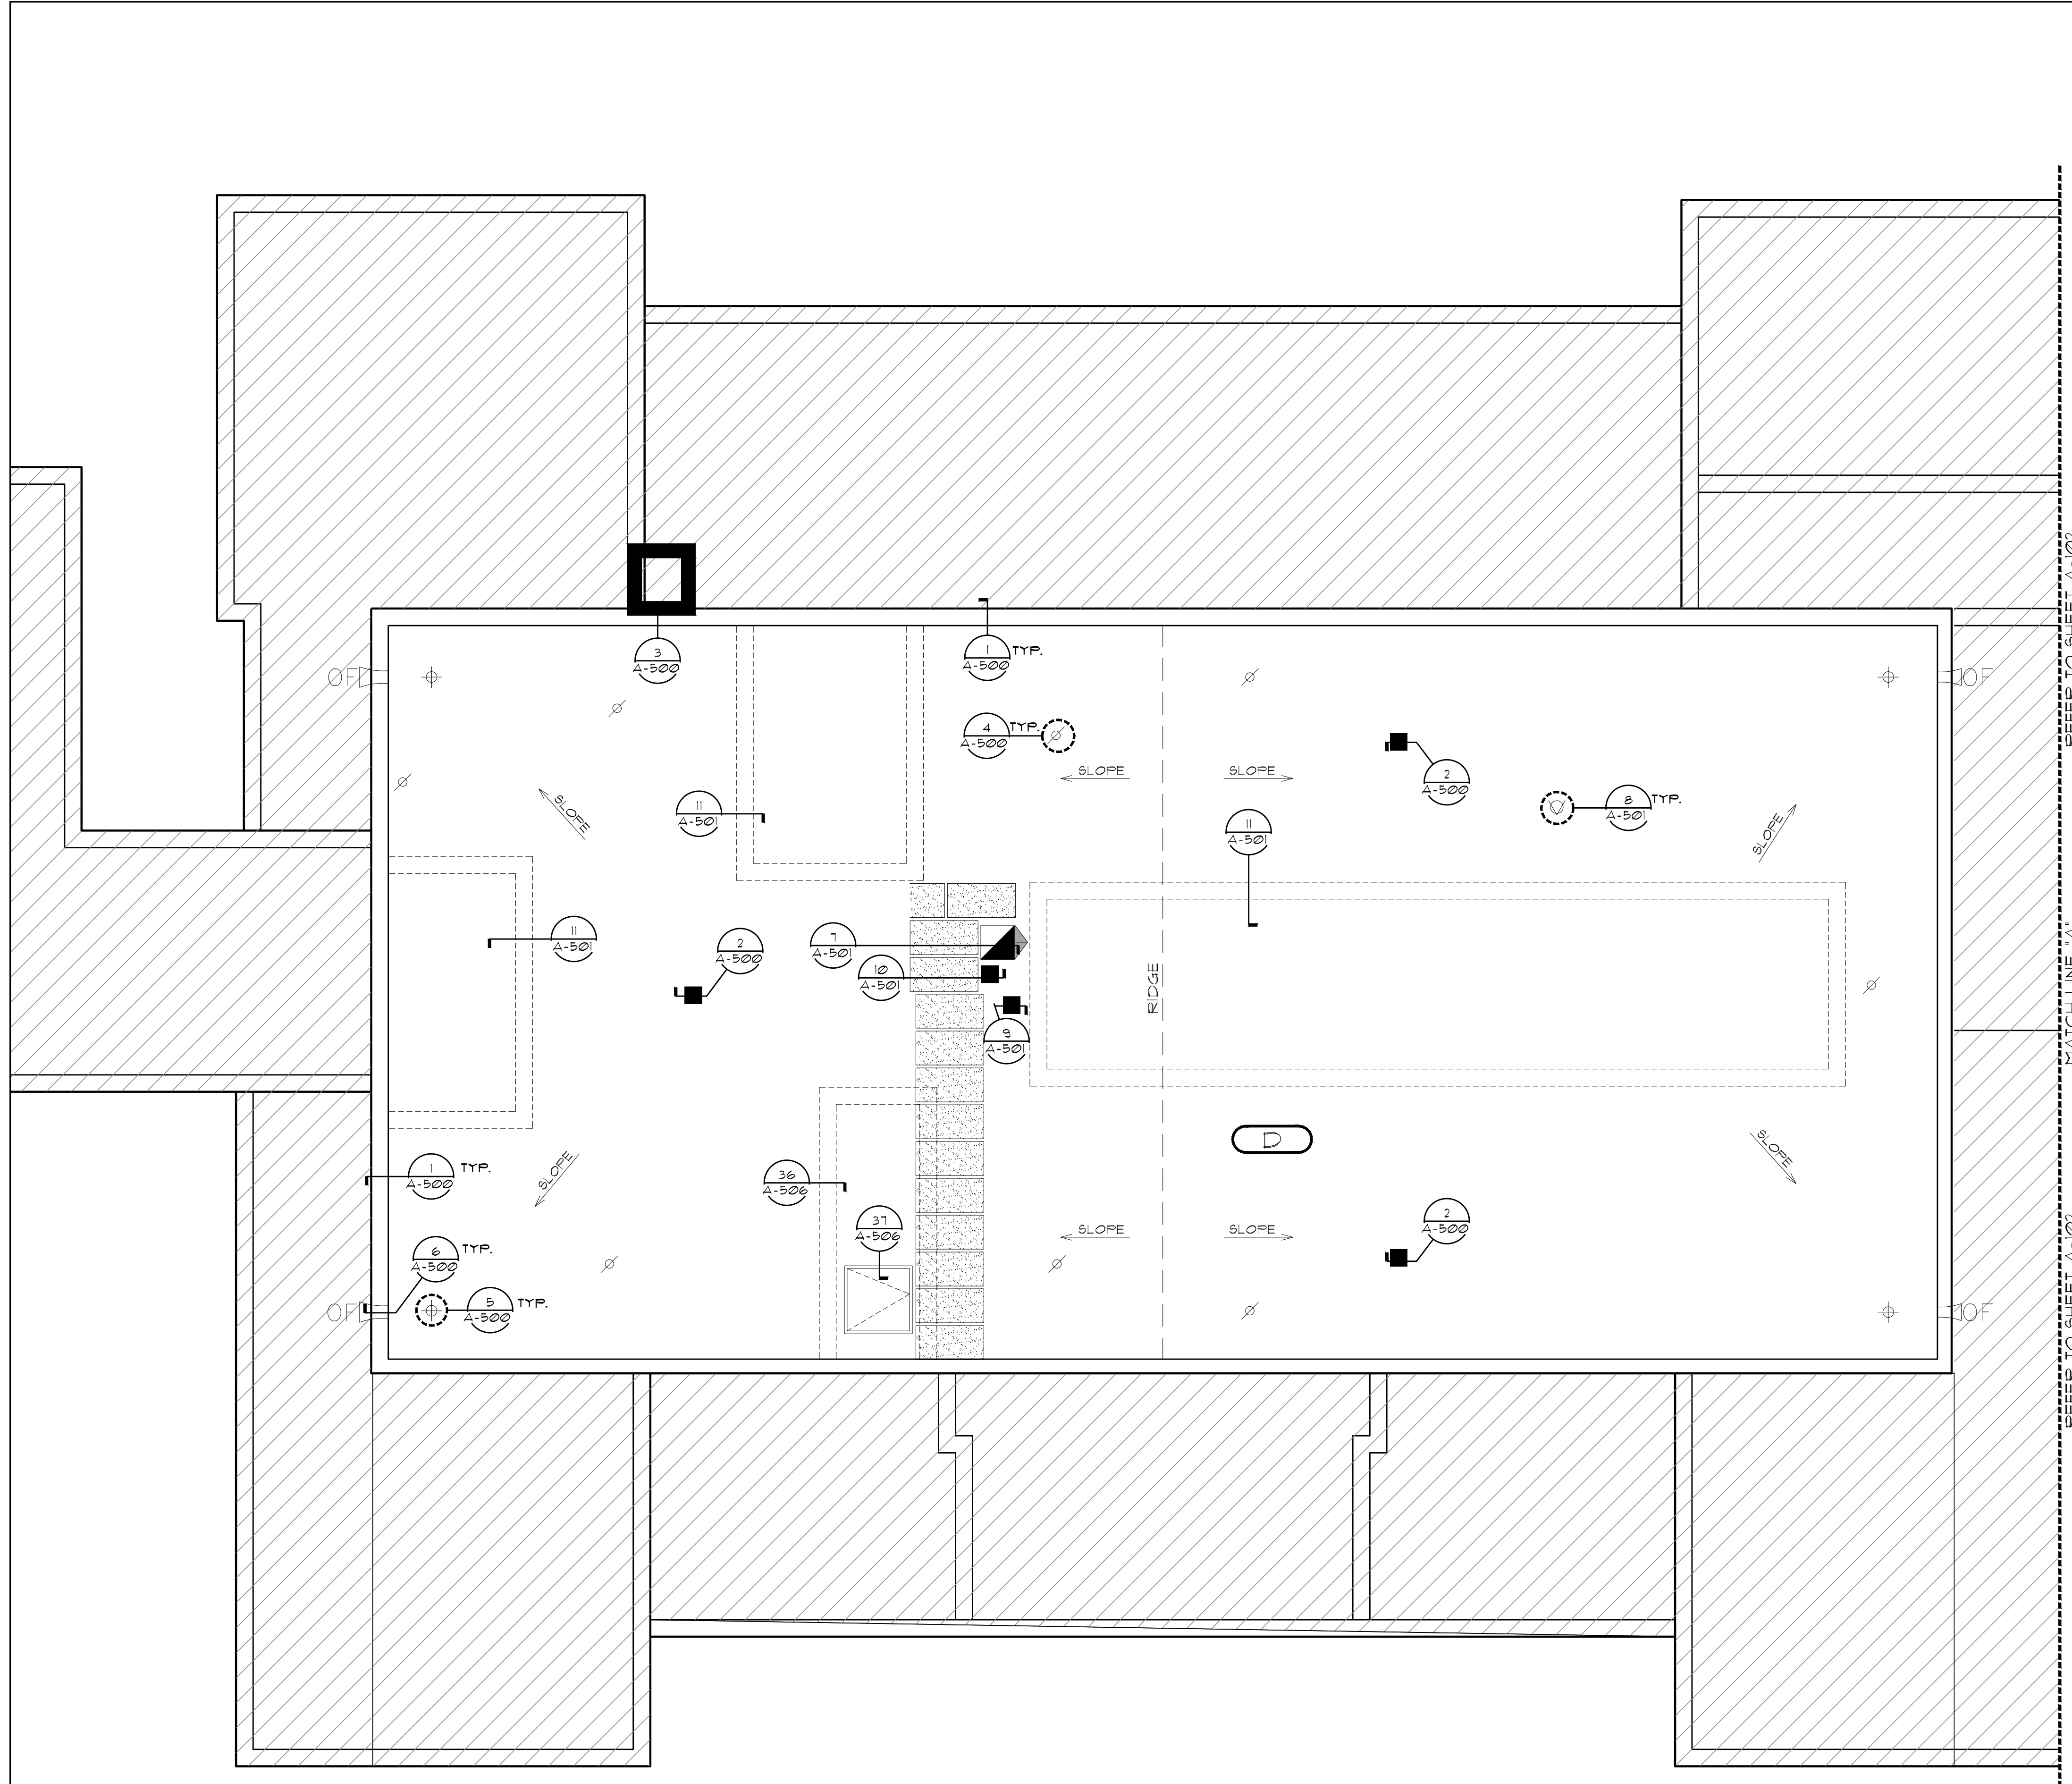 3
A-500
1
A-500
TYP.
OF
OF
4
A-500
TYP.
SLOPE
SLOPE
2
A-500
8
A-501
TYP.
SLOPE
11
A-501
11
A-501
SLOPE
11
A-501
2
A-500
7
A-501
10
A-501
9
A-501
RIDGE
D
SLOPE
1
A-500
TYP.
SLOPE
36
A-506
37
A-506
SLOPE
SLOPE
2
A-500
6
A-500
TYP.
5
A-500
TYP.
OF
OF
MATCH LINE "A"